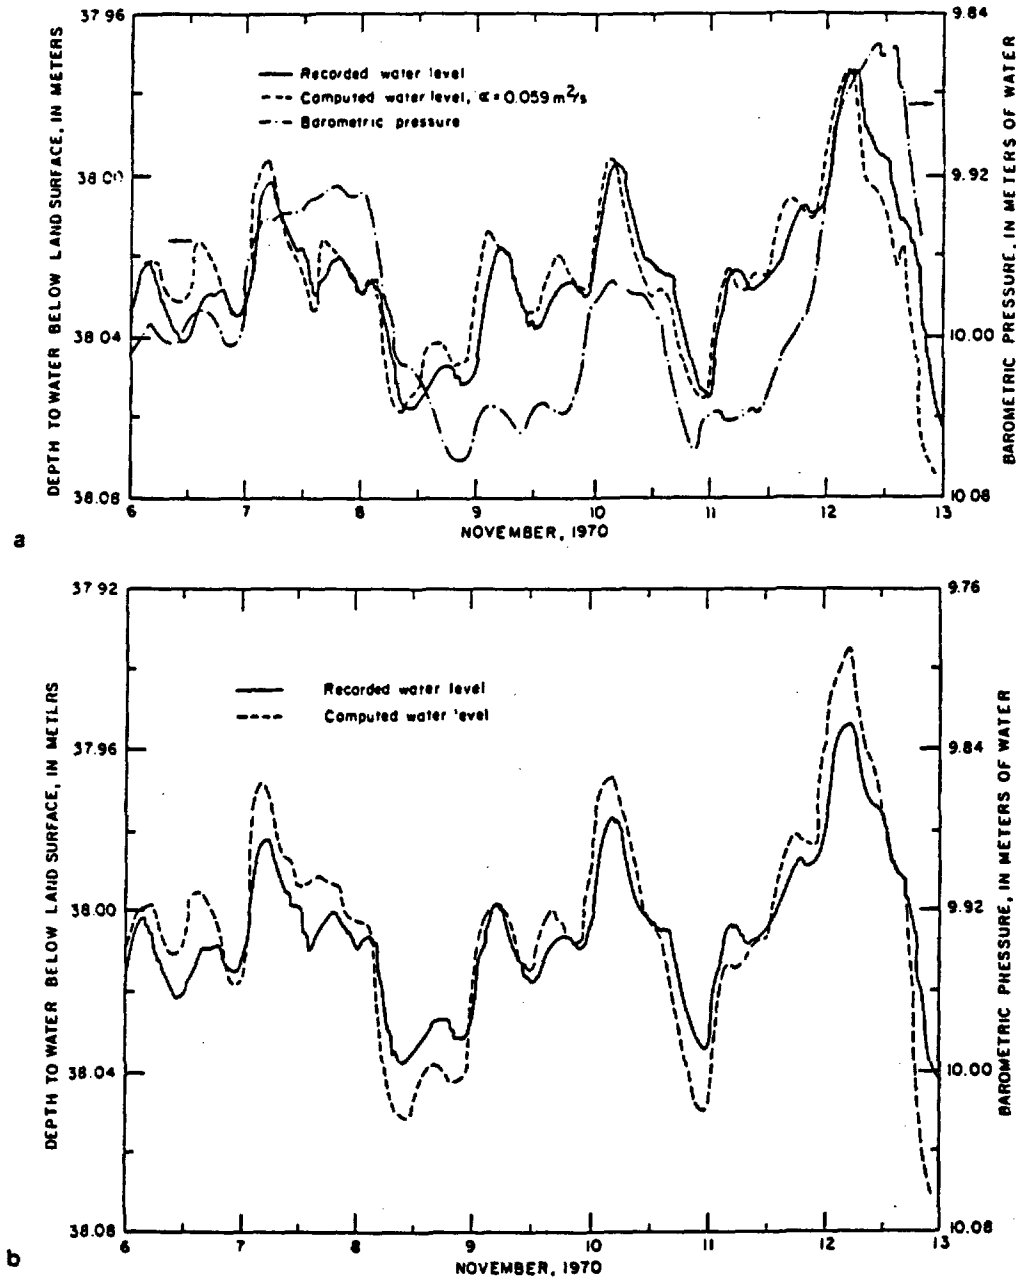 37.96
38.00
38.04
38.08
DEPTH TO WATER BELOW LAND SURFACE, IN METERS
Recorded water level
Computed water level, α = 0.059 m²/s
Barometric pressure
9.84
9.92
10.00
10.08
BAROMETRIC PRESSURE, IN METERS OF WATER
6 7 8 9 10 11 12 13
NOVEMBER, 1970
a
37.92
37.96
38.00
38.04
38.08
DEPTH TO WATER BELOW LAND SURFACE, IN METERS
Recorded water level
Computed water level
9.76
9.84
9.92
10.00
10.08
BAROMETRIC PRESSURE, IN METERS OF WATER
6 7 8 9 10 11 12 13
NOVEMBER, 1970
b